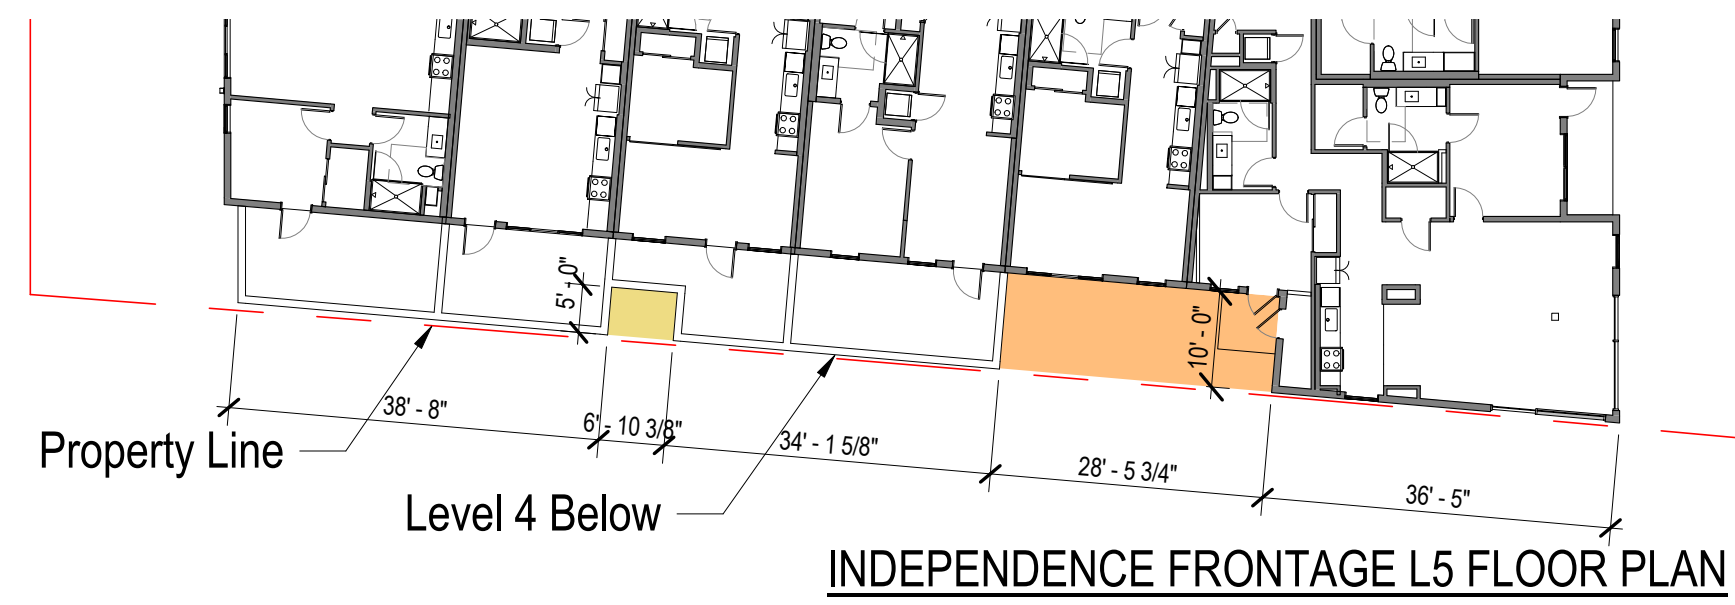 5' - 0"
10' - 0"
38' - 8"
6' - 10 3/8"
34' - 1 5/8"
28' - 5 3/4"
36' - 5"
Property Line
Level 4 Below
INDEPENDENCE FRONTAGE L5 FLOOR PLAN